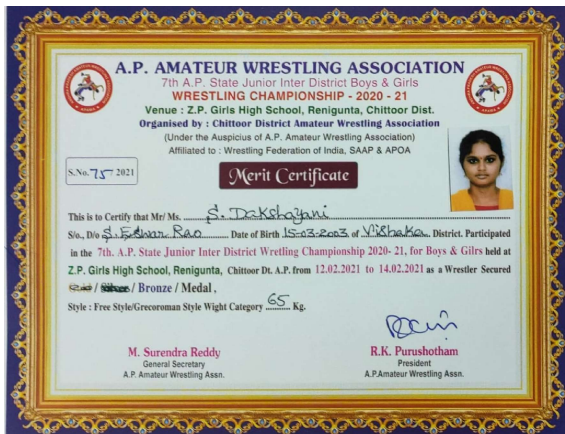 A.P. AMATEUR WRESTLING ASSOCIATION
7th A.P. State Junior Inter District Boys & Girls
WRESTLING CHAMPIONSHIP - 2020 - 21
Venue : Z.P. Girls High School, Renigunta, Chittoor Dist.
Organised by : Chittoor District Amateur Wrestling Association
(Under the Auspicius of A.P. Amateur Wrestling Association)
Affiliated to : Wrestling Federation of India, SAAP & APOA
S.No. 75 2021
Merit Certificate
This is to Certify that Mr/ Ms. S. Dakshayani
S/o., D/o S. Eswar Rao Date of Birth 15-03-2003 of Vishaka District. Participated
in the 7th. A.P. State Junior Inter District Wretling Championship 2020- 21, for Boys & Gilrs held at
Z.P. Girls High School, Renigunta, Chittoor Dt. A.P. from 12.02.2021 to 14.02.2021 as a Wrestler Secured
/ Bronze / Medal,
Style : Free Style/Grecoroman Style Wight Category 65 Kg.
M. Surendra Reddy
General Secretary
A.P. Amateur Wrestling Assn.
R.K. Purushotham
President
A.P.Amateur Wrestling Assn.